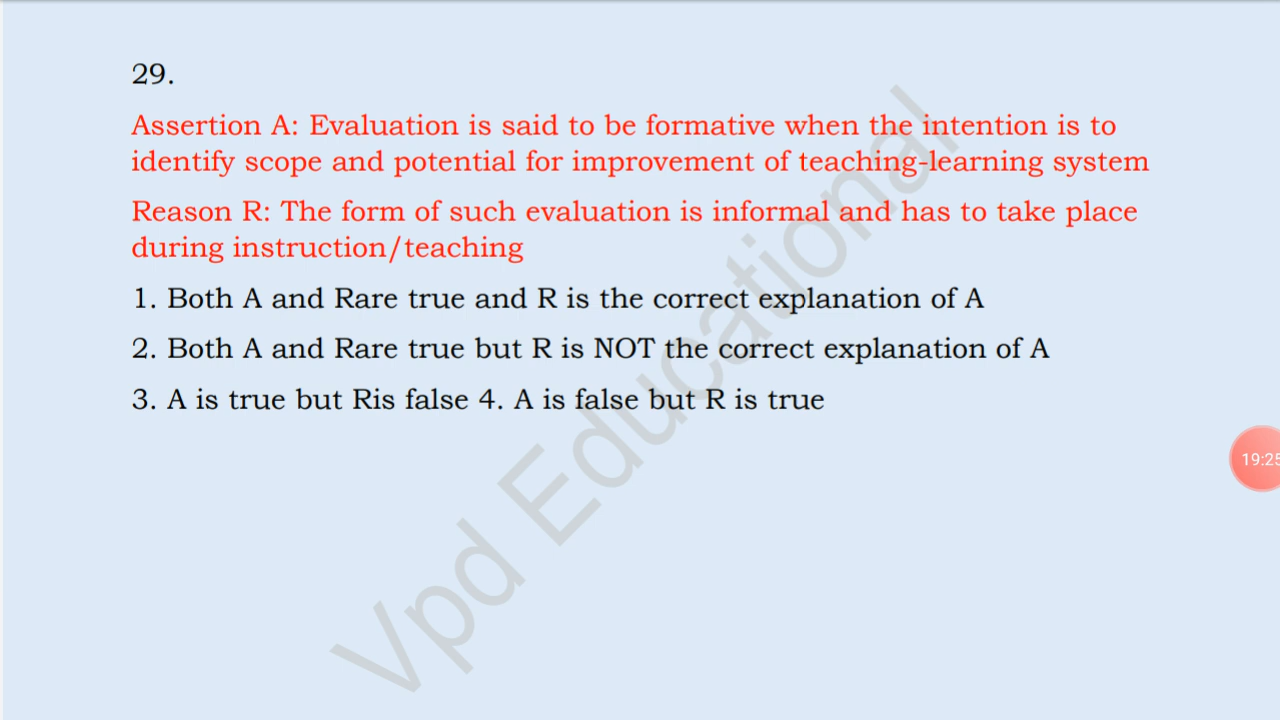 29.
Assertion A: Evaluation is said to be formative when the intention is to
identify scope and potential for improvement of teaching-learning system
Reason R: The form of such evaluation is informal and has to take place
during instruction/teaching
1. Both A and Rare true and R is the correct explanation of A
2. Both A and Rare true but R is NOT the correct explanation of A
3. A is true but Ris false 4. A is false but R is true
19:25
Vpd Educational